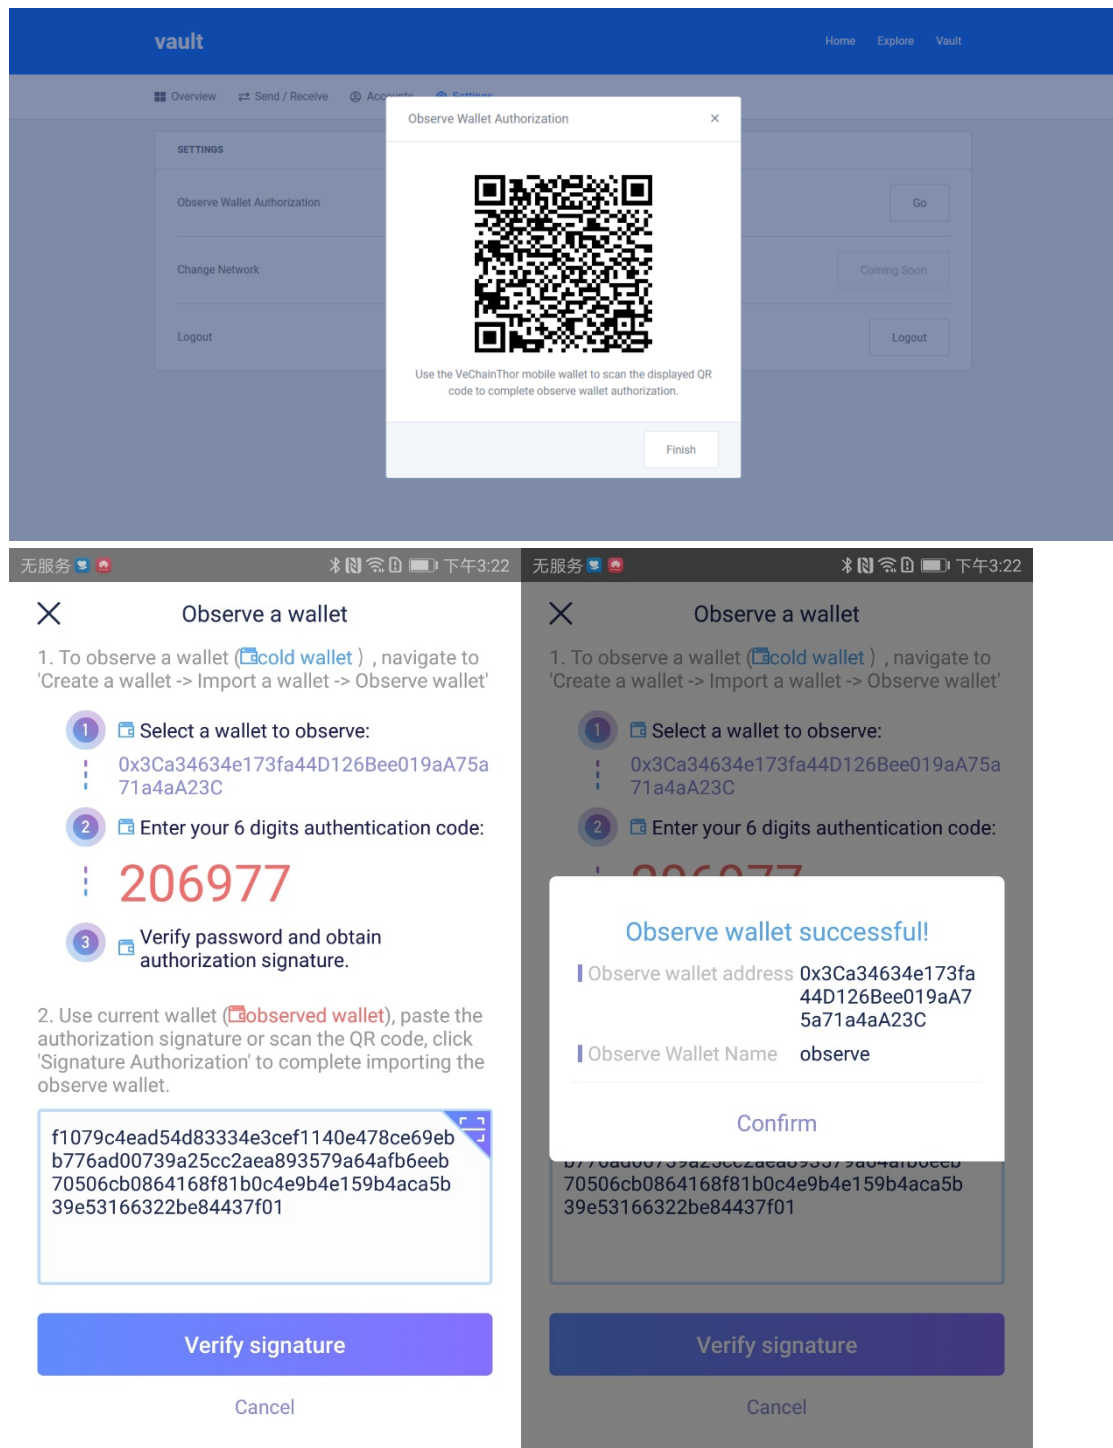 vault
Home Explore Vault
Overview Send / Receive Accounts Settings
Observe Wallet Authorization ×
SETTINGS
Observe Wallet Authorization Go
Change Network Coming Soon
Logout Logout
Use the VeChainThor mobile wallet to scan the displayed QR
code to complete observe wallet authorization.
Finish
无服务 下午3:22
Observe a wallet
1. To observe a wallet (cold wallet), navigate to
'Create a wallet -> Import a wallet -> Observe wallet'
1 Select a wallet to observe:
0x3Ca34634e173fa44D126Bee019aA75a
71a4aA23C
2 Enter your 6 digits authentication code:
206977
3 Verify password and obtain
authorization signature.
2. Use current wallet (observed wallet), paste the
authorization signature or scan the QR code, click
'Signature Authorization' to complete importing the
observe wallet.
f1079c4ead54d83334e3cef1140e478ce69eb
b776ad00739a25cc2aea893579a64afb6eeb
70506cb0864168f81b0c4e9b4e159b4aca5b
39e53166322be84437f01
Verify signature
Cancel
无服务 下午3:22
Observe a wallet
1. To observe a wallet (cold wallet), navigate to
'Create a wallet -> Import a wallet -> Observe wallet'
1 Select a wallet to observe:
0x3Ca34634e173fa44D126Bee019aA75a
71a4aA23C
2 Enter your 6 digits authentication code:
206977
Observe wallet successful!
Observe wallet address 0x3Ca34634e173fa
44D126Bee019aA7
5a71a4aA23C
Observe Wallet Name observe
Confirm
b776ad00739a25cc2aea893579a64afb6eeb
70506cb0864168f81b0c4e9b4e159b4aca5b
39e53166322be84437f01
Verify signature
Cancel